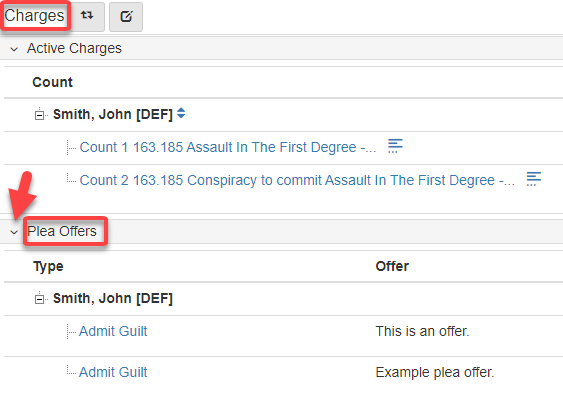 Charges
Active Charges
Count
Smith, John [DEF]
Count 1 163.185 Assault In The First Degree -...
Count 2 163.185 Conspiracy to commit Assault In The First Degree -...
Plea Offers
Type Offer
Smith, John [DEF]
Admit Guilt This is an offer.
Admit Guilt Example plea offer.